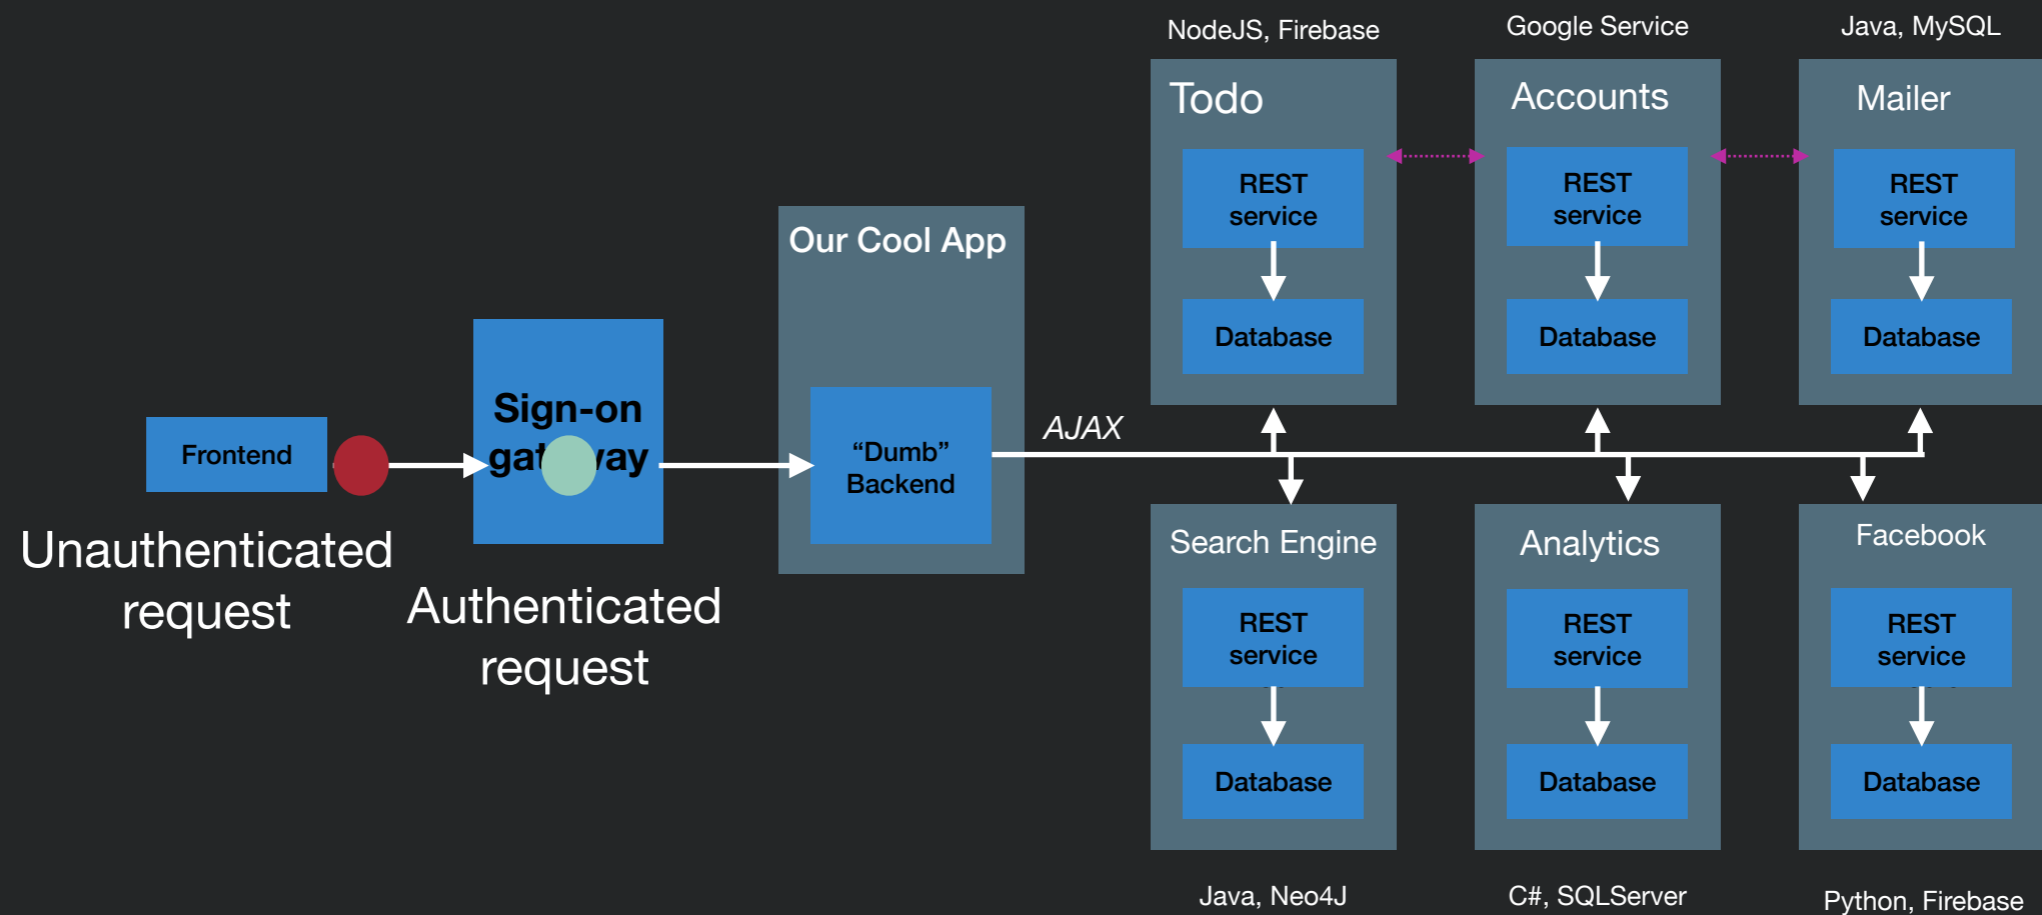 NodeJS, Firebase
Google Service
Java, MySQL
Todo
Accounts
Mailer
REST
service
REST
service
REST
service
Database
Database
Database
Our Cool App
“Dumb”
Backend
AJAX
Sign-on
Frontend
Unauthenticated
request
Authenticated
request
Search Engine
Analytics
Facebook
REST
service
REST
service
REST
service
Database
Database
Database
Java, Neo4J
C#, SQLServer
Python, Firebase